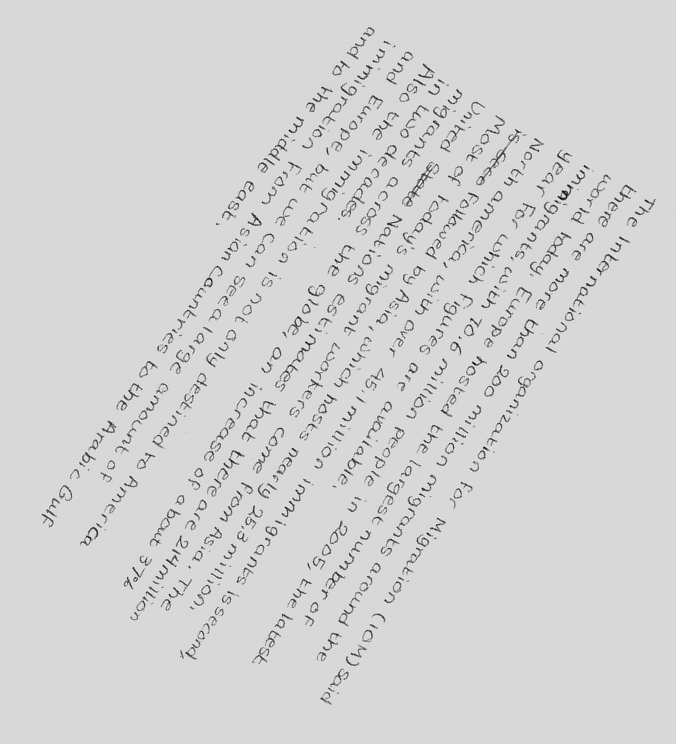 The International organization for Migration (IOM) said
there are more than 200 million migrants around the
world today. Europe hosted the largest number of
immigrants, with 70.6 million people in 2005, the latest
year for which figures are available.
North america, with over 45.1 million immigrants is second,
is seco Followed by Asia, which hosts nearly 25.3 million.
Most of today's migrant workers come from Asia. The
United state Nations estimates that there are 214 million
migrants across the globe, an increase of about 37%
in two decades
Also the immigration is not only destined to America
and Europe, but we can see a large amount of
immigration from Asian countries to the Arabic Gulf
and to the middle east.